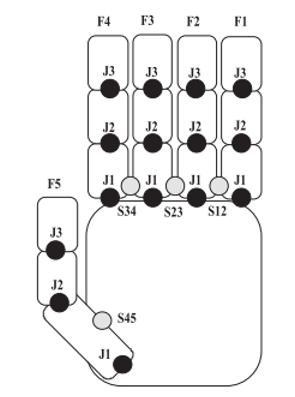 F4 F3 F2 F1
J3 J3 J3 J3
J2 J2 J2 J2
J1 J1 J1 J1
F5
S34 S23 S12
J3
J2
S45
J1